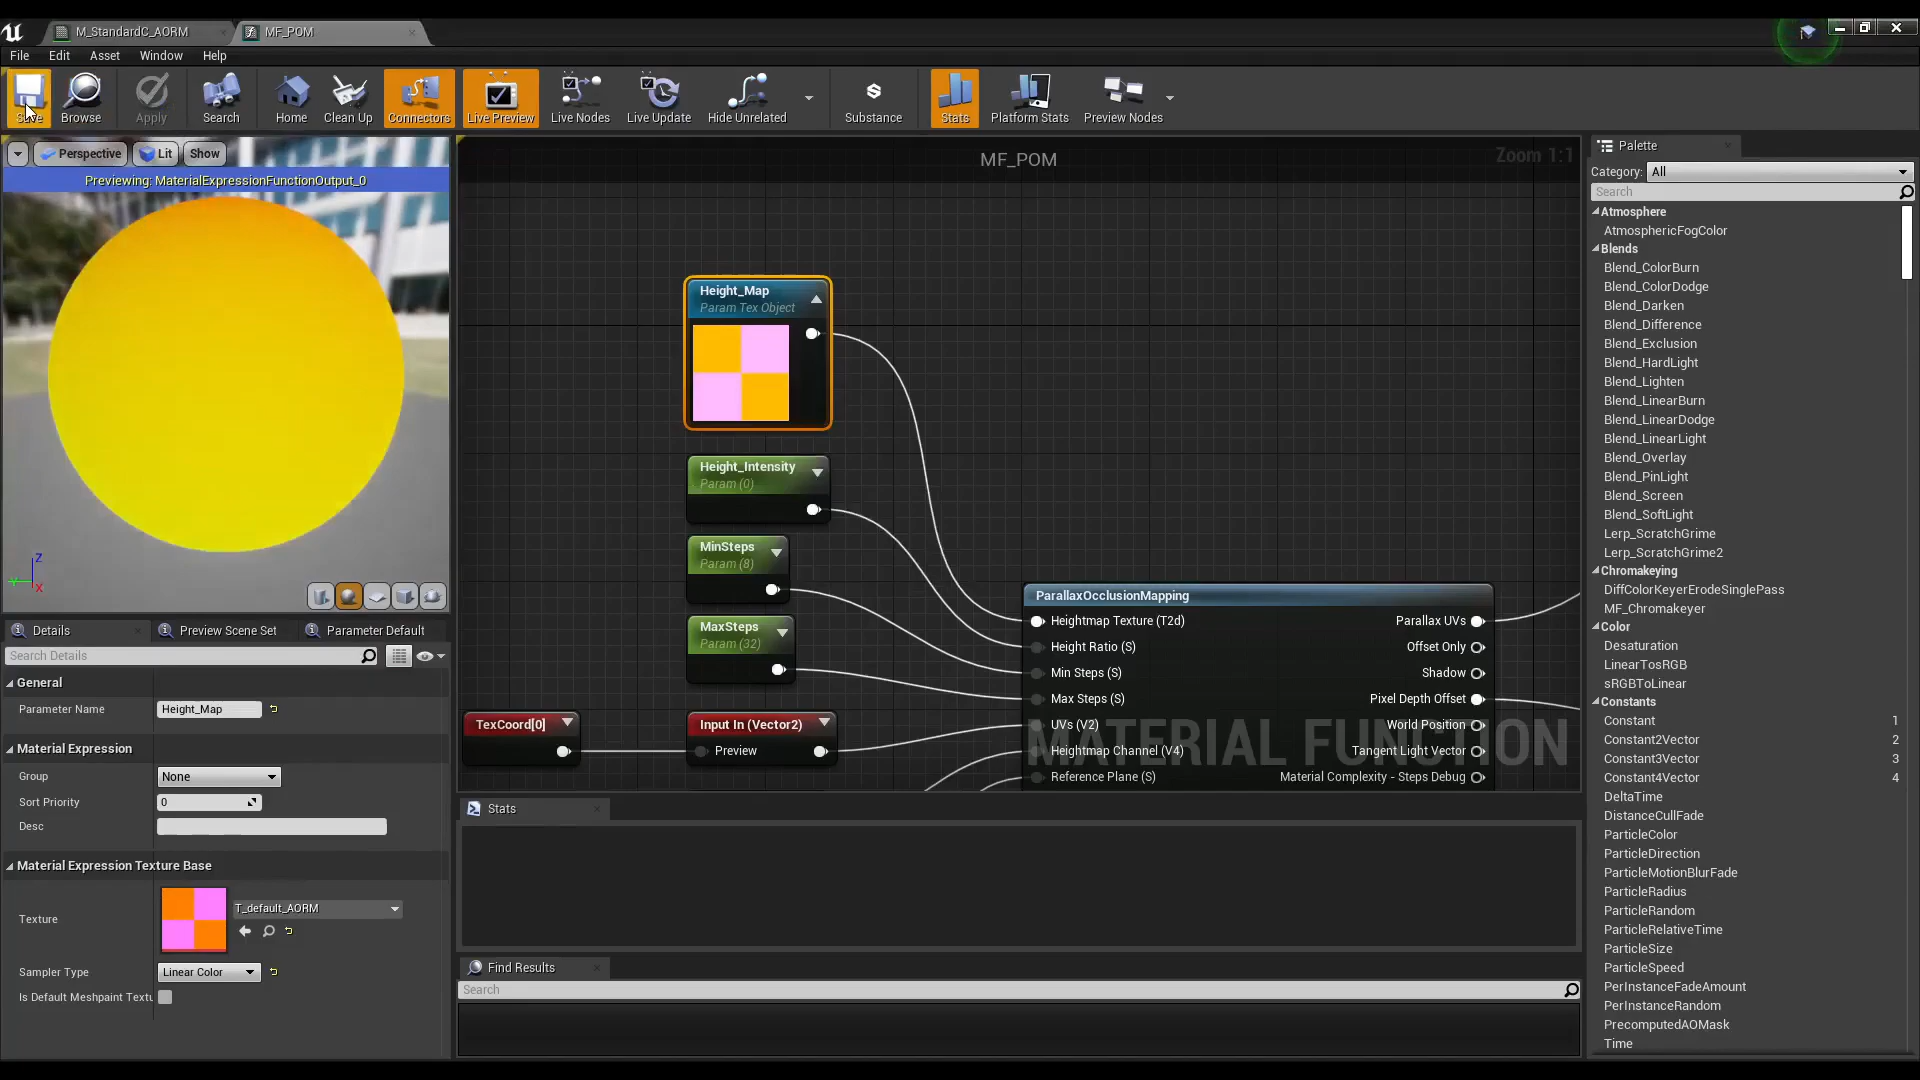 M_StandardC_AORM
MF_POM
File
Edit
Asset
Window
Help
Save
Browse
Apply
Search
Home
Clean Up
Connectors
Live Preview
Live Nodes
Live Update
Hide Unrelated
Substance
Stats
Platform Stats
Preview Nodes
Perspective
Lit
Show
Previewing: MaterialExpressionFunctionOutput_0
Z
Y
X
MF_POM
Zoom 1:1
Height_Map
Param Tex Object
Height_Intensity
Param (0)
MinSteps
Param (8)
MaxSteps
Param (32)
TexCoord[0]
Input In (Vector2)
Preview
ParallaxOcclusionMapping
Heightmap Texture (T2d)
Parallax UVs
Height Ratio (S)
Offset Only
Min Steps (S)
Shadow
Max Steps (S)
Pixel Depth Offset
UVs (V2)
World Position
Heightmap Channel (V4)
Tangent Light Vector
Reference Plane (S)
Material Complexity - Steps Debug
MATERIAL FUNCTION
Details
Preview Scene Set
Parameter Default
Search Details
General
Parameter Name
Height_Map
Material Expression
Group
None
Sort Priority
0
Desc
Material Expression Texture Base
Texture
T_default_AORM
Sampler Type
Linear Color
Is Default Meshpaint Textu
Stats
Find Results
Search
Palette
Category:
All
Search
Atmosphere
AtmosphericFogColor
Blends
Blend_ColorBurn
Blend_ColorDodge
Blend_Darken
Blend_Difference
Blend_Exclusion
Blend_HardLight
Blend_Lighten
Blend_LinearBurn
Blend_LinearDodge
Blend_LinearLight
Blend_Overlay
Blend_PinLight
Blend_Screen
Blend_SoftLight
Lerp_ScratchGrime
Lerp_ScratchGrime2
Chromakeying
DiffColorKeyerErodeSinglePass
MF_Chromakeyer
Color
Desaturation
LinearTosRGB
sRGBToLinear
Constants
Constant 1
Constant2Vector 2
Constant3Vector 3
Constant4Vector 4
DeltaTime
DistanceCullFade
ParticleColor
ParticleDirection
ParticleMotionBlurFade
ParticleRadius
ParticleRandom
ParticleRelativeTime
ParticleSize
ParticleSpeed
PerInstanceFadeAmount
PerInstanceRandom
PrecomputedAOMask
Time